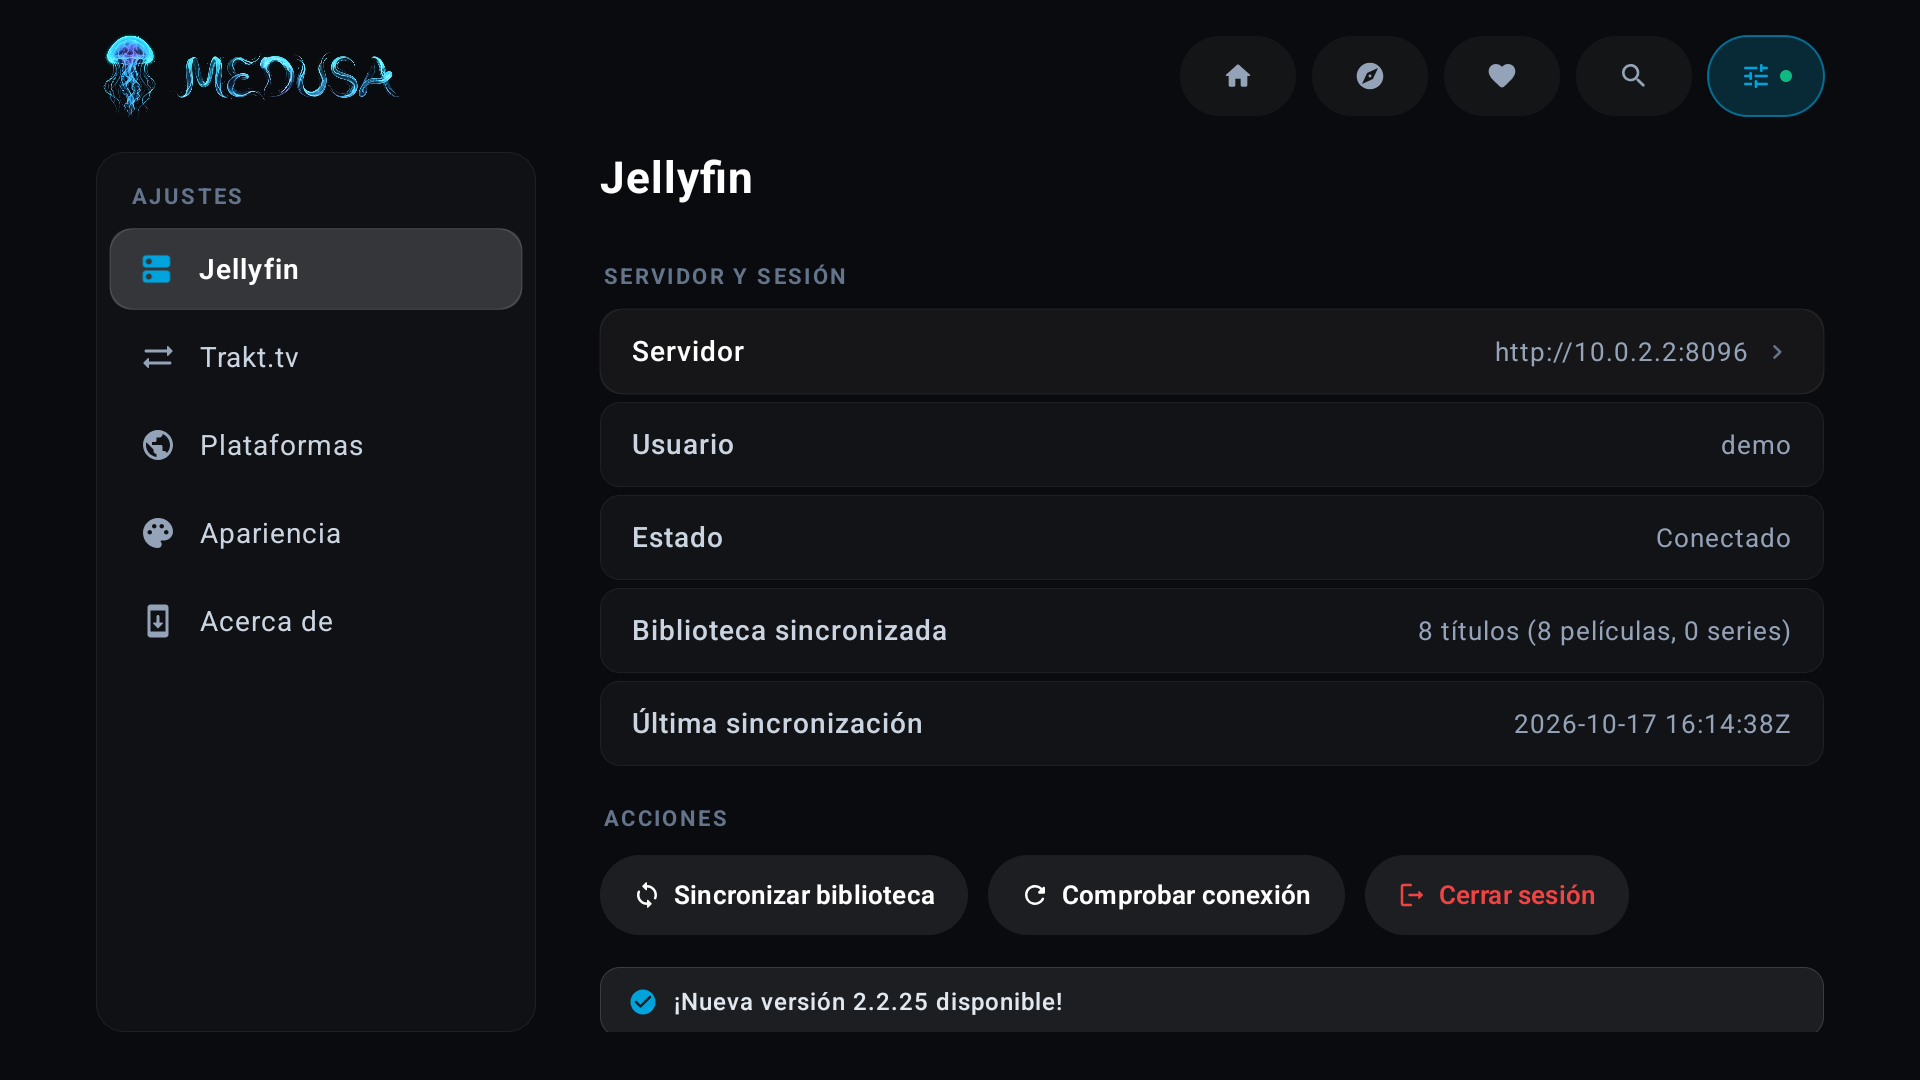 MEDUSA
AJUSTES
Jellyfin
Trakt.tv
Plataformas
Apariencia
Acerca de
Jellyfin
SERVIDOR Y SESIÓN
Servidor http://10.0.2.2:8096
Usuario demo
Estado Conectado
Biblioteca sincronizada 8 títulos (8 películas, 0 series)
Última sincronización 2026-10-17 16:14:38Z
ACCIONES
Sincronizar biblioteca Comprobar conexión Cerrar sesión
¡Nueva versión 2.2.25 disponible!